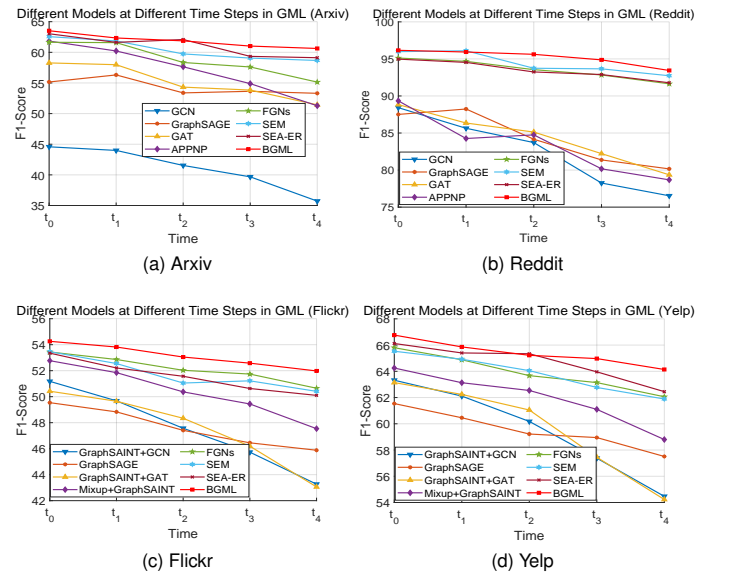 Different Models at Different Time Steps in GML (Arxiv)
65
60
55
50
45
40
35
F1-Score
GCN
GraphSAGE
GAT
APPNP
FGNs
SEM
SEA-ER
BGML
t0 t1 t2 t3 t4
Time
(a) Arxiv
Different Models at Different Time Steps in GML (Reddit)
100
95
90
85
80
75
F1-Score
GCN
GraphSAGE
GAT
APPNP
FGNs
SEM
SEA-ER
BGML
t0 t1 t2 t3 t4
Time
(b) Reddit
Different Models at Different Time Steps in GML (Flickr)
56
54
52
50
48
46
44
42
F1-Score
GraphSAINT+GCN
GraphSAGE
GraphSAINT+GAT
Mixup+GraphSAINT
FGNs
SEM
SEA-ER
BGML
t0 t1 t2 t3 t4
Time
(c) Flickr
Different Models at Different Time Steps in GML (Yelp)
68
66
64
62
60
58
56
54
F1-Score
GraphSAINT+GCN
GraphSAGE
GraphSAINT+GAT
Mixup+GraphSAINT
FGNs
SEM
SEA-ER
BGML
t0 t1 t2 t3 t4
Time
(d) Yelp